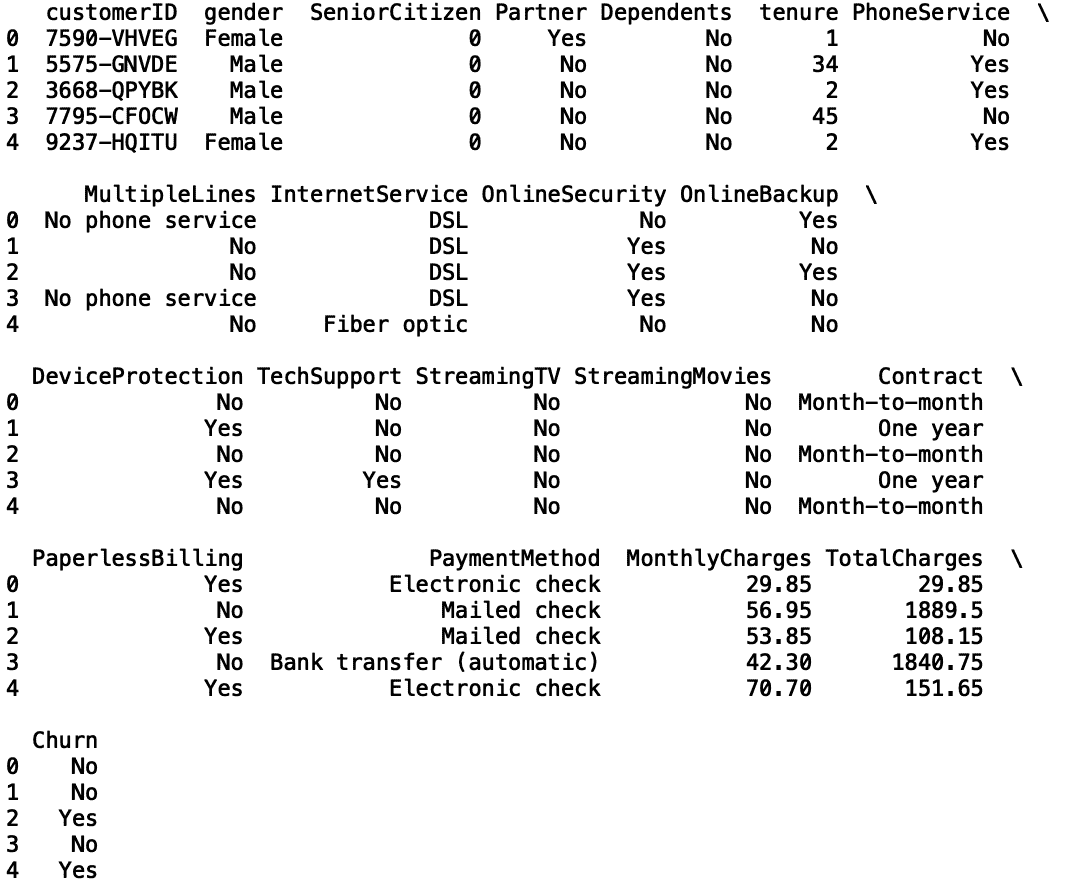 customerID  gender  SeniorCitizen Partner Dependents  tenure PhoneService  \
0  7590-VHVEG  Female              0     Yes         No       1           No
1  5575-GNVDE    Male              0      No         No      34          Yes
2  3668-QPYBK    Male              0      No         No       2          Yes
3  7795-CFOCW    Male              0      No         No      45           No
4  9237-HQITU  Female              0      No         No       2          Yes

      MultipleLines InternetService OnlineSecurity OnlineBackup  \
0  No phone service             DSL             No          Yes
1                No             DSL            Yes           No
2                No             DSL            Yes          Yes
3  No phone service             DSL            Yes           No
4                No     Fiber optic             No           No

  DeviceProtection TechSupport StreamingTV StreamingMovies        Contract  \
0               No          No          No              No  Month-to-month
1              Yes          No          No              No        One year
2               No          No          No              No  Month-to-month
3              Yes         Yes          No              No        One year
4               No          No          No              No  Month-to-month

  PaperlessBilling              PaymentMethod  MonthlyCharges TotalCharges  \
0              Yes           Electronic check           29.85        29.85
1               No               Mailed check           56.95       1889.5
2              Yes               Mailed check           53.85       108.15
3               No  Bank transfer (automatic)           42.30      1840.75
4              Yes           Electronic check           70.70       151.65

  Churn
0    No
1    No
2   Yes
3    No
4   Yes